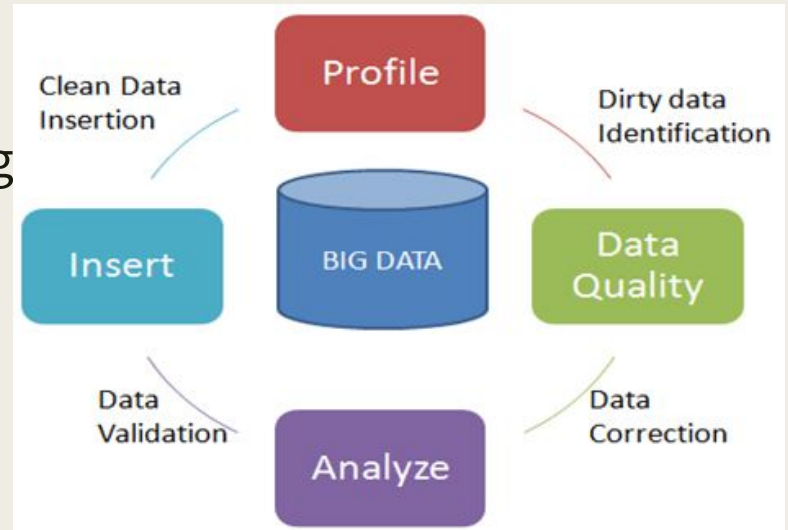 Profile
Clean Data
Insertion
Dirty data
Identification
g
Insert
BIG DATA
Data
Quality
Data
Validation
Data
Correction
Analyze